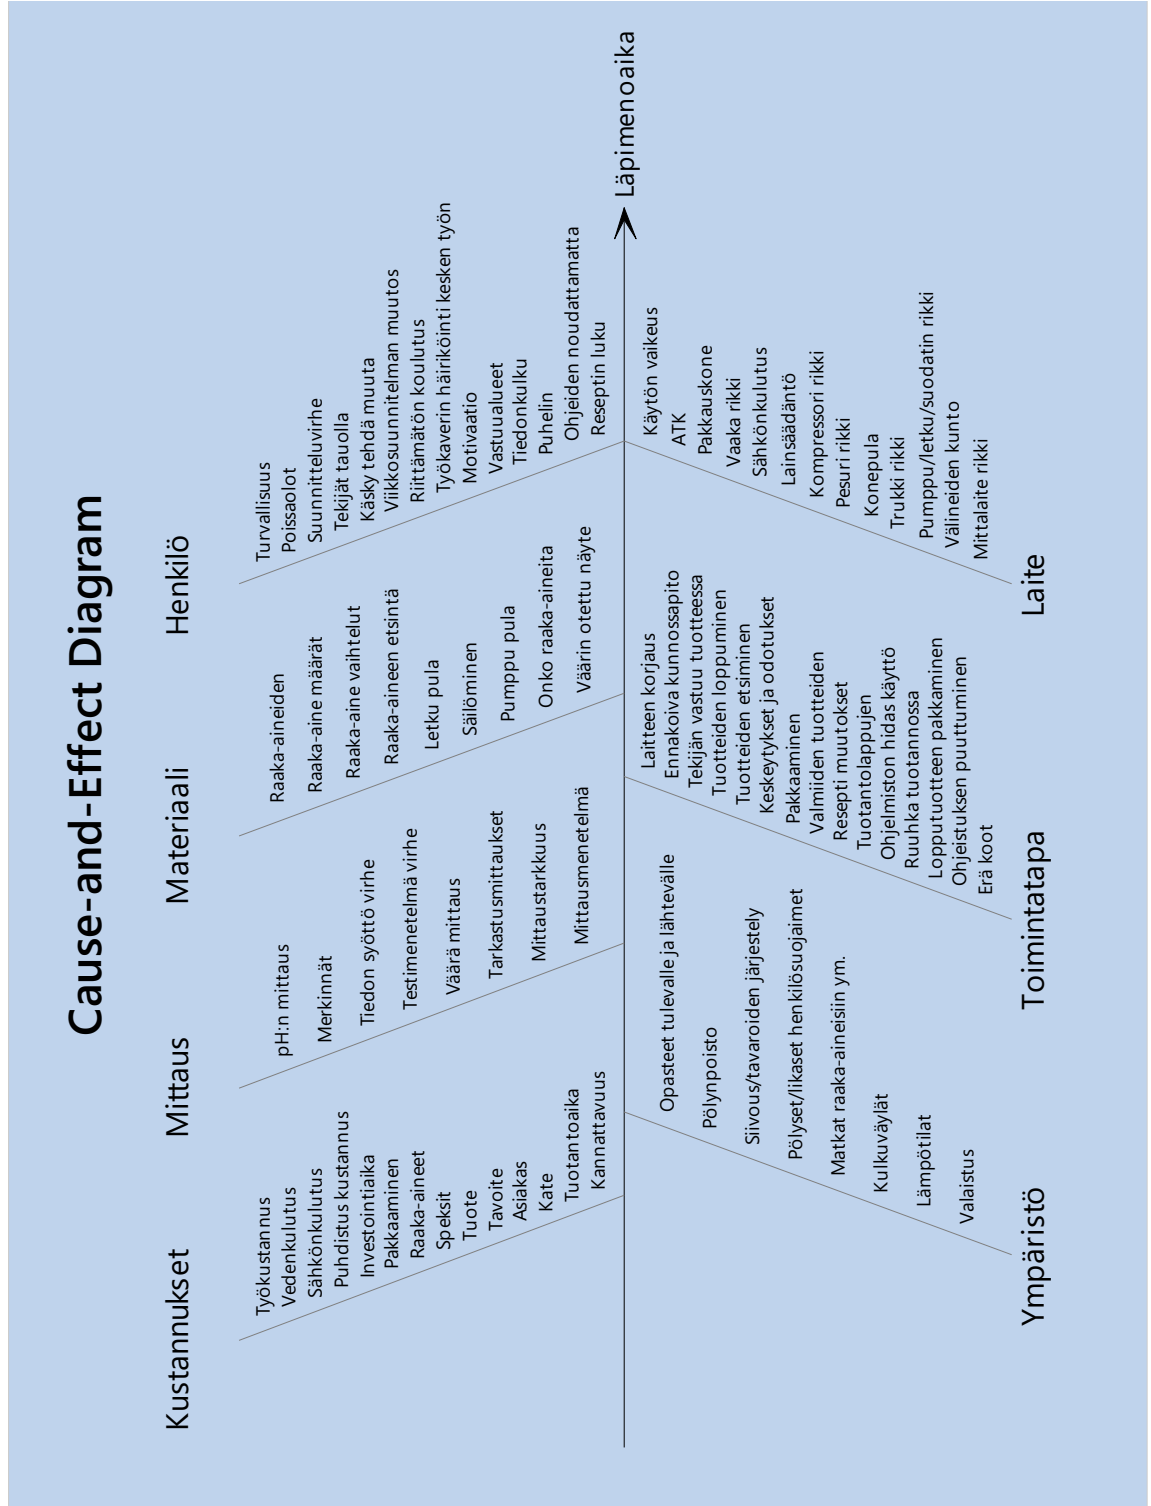 Cause-and-Effect Diagram
Kustannukset
Työkustannus
Vedenkulutus
Sähkönkulutus
Puhdistus kustannus
Investointiaika
Pakkaaminen
Raaka-aineet
Speksit
Tuote
Tavoite
Asiakas
Kate
Tuotantoaika
Kannattavuus
Mittaus
pH:n mittaus
Merkinnät
Tiedon syöttö virhe
Testimenetelmä virhe
Väärä mittaus
Tarkastusmittaukset
Mittaustarkkuus
Mittausmenetelmä
Materiaali
Raaka-aineiden
Raaka-aine määrät
Raaka-aine vaihtelut
Raaka-aineen etsintä
Letku pula
Säilöminen
Pumppu pula
Onko raaka-aineita
Väärin otettu näyte
Henkilö
Turvallisuus
Poissaolot
Suunnitteluvirhe
Tekijät tauolla
Käsky tehdä muuta
Viikkosuunnitelman muutos
Riittämätön koulutus
Työkaverin häiriköinti kesken työn
Motivaatio
Vastuualueet
Tiedonkulku
Puhelin
Ohjeiden noudattamatta
Reseptin luku
Läpimenoaika
Opasteet tulevalle ja lähtevälle
Pölynpoisto
Siivous/tavaroiden järjestely
Pölyset/likaset henkilösuojaimet
Matkat raaka-aineisiin ym.
Kulkuväylät
Lämpötilat
Valaistus
Ympäristö
Laitteen korjaus
Ennakoiva kunnossapito
Tekijän vastuu tuotteessa
Tuotteiden loppuminen
Tuotteiden etsiminen
Keskeytykset ja odotukset
Pakkaaminen
Valmiiden tuotteiden
Resepti muutokset
Tuotantolappujen
Ohjelmiston hidas käyttö
Ruuhka tuotannossa
Lopputuotteen pakkaminen
Ohjeistuksen puuttuminen
Erä koot
Toimintatapa
Käytön vaikeus
ATK
Pakkauskone
Vaaka rikki
Sähkönkulutus
Lainsäädäntö
Kompressori rikki
Pesuri rikki
Konepula
Trukki rikki
Pumppu/letku/suodatin rikki
Välineiden kunto
Mittalaite rikki
Laite